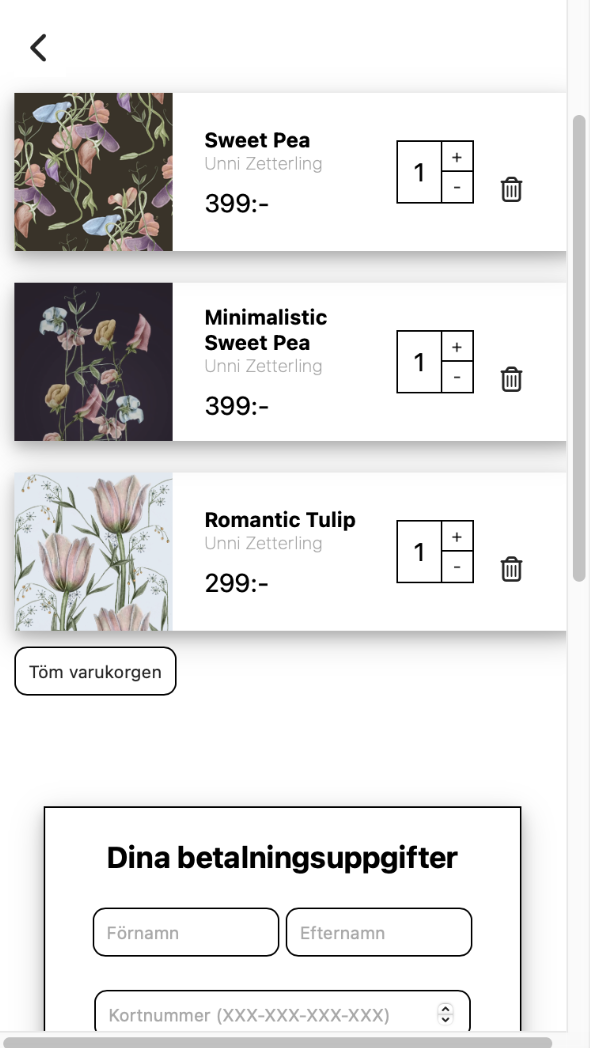 Sweet Pea
Unni Zetterling
399:-
1
+
-
Minimalistic
Sweet Pea
Unni Zetterling
399:-
1
+
-
Romantic Tulip
Unni Zetterling
299:-
1
+
-
Töm varukorgen
Dina betalningsuppgifter
Förnamn Efternamn
Kortnummer (XXX-XXX-XXX-XXX)